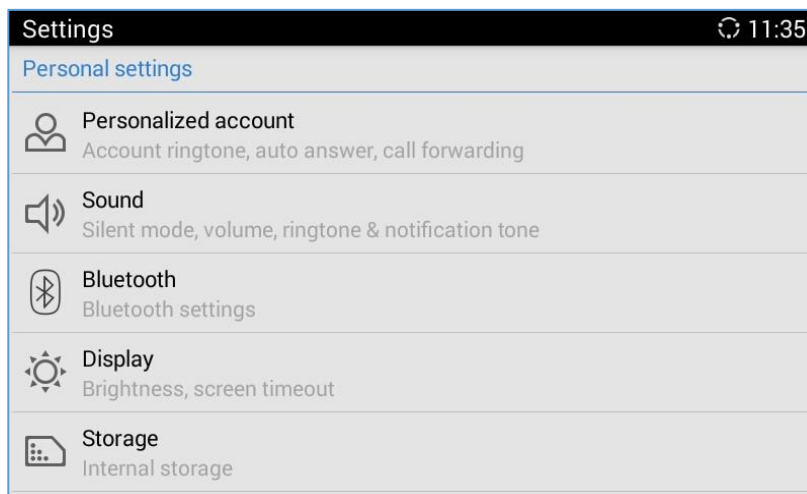 Settings 11:35
Personal settings
Personalized account
Account ringtone, auto answer, call forwarding
Sound
Silent mode, volume, ringtone & notification tone
Bluetooth
Bluetooth settings
Display
Brightness, screen timeout
Storage
Internal storage